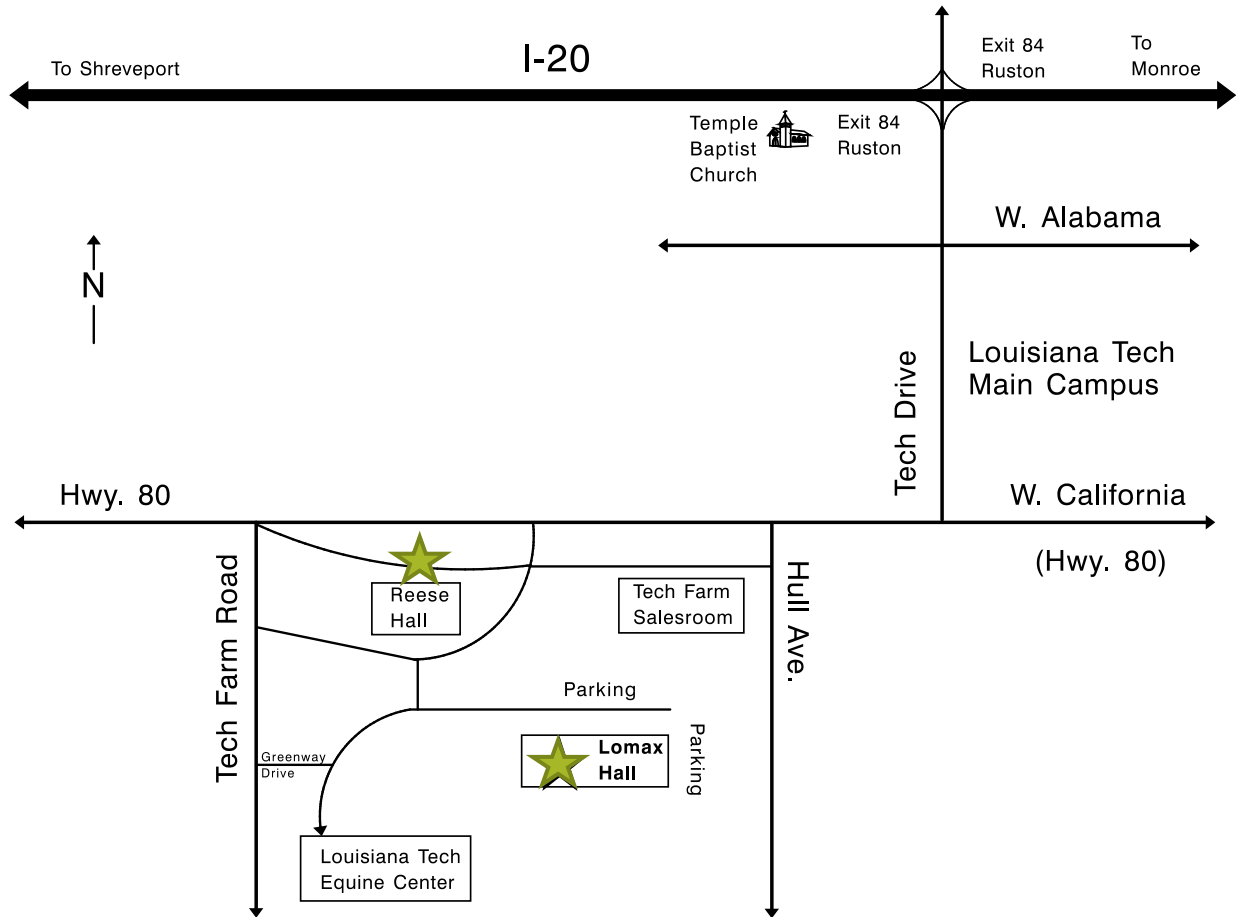 I-20
To Shreveport
Exit 84
Ruston
To
Monroe
Temple
Baptist
Church
Exit 84
Ruston
W. Alabama
N
Louisiana Tech
Main Campus
Tech Drive
Hwy. 80
W. California
(Hwy. 80)
Tech Farm Road
Reese
Hall
Tech Farm
Salesroom
Hull Ave.
Parking
Parking
Lomax
Hall
Greenway
Drive
Louisiana Tech
Equine Center